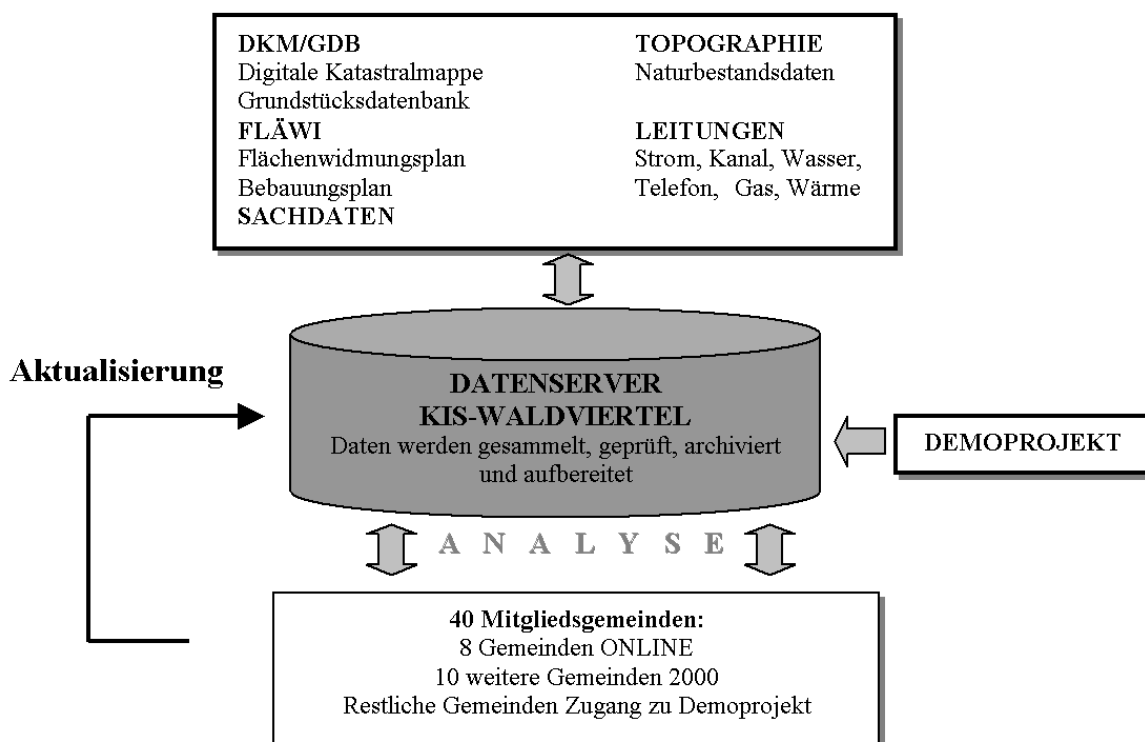 DKM/GDB
Digitale Katastralmappe
Grundstücksdatenbank
FLÄWI
Flächenwidmungsplan
Bebauungsplan
SACHDATEN
TOPOGRAPHIE
Naturbestandsdaten
LEITUNGEN
Strom, Kanal, Wasser,
Telefon, Gas, Wärme
Aktualisierung
DATENSERVER
KIS-WALDVIERTEL
Daten werden gesammelt, geprüft, archiviert
und aufbereitet
DEMOPROJEKT
A N A L Y S E
40 Mitgliedsgemeinden:
8 Gemeinden ONLINE
10 weitere Gemeinden 2000
Restliche Gemeinden Zugang zu Demoprojekt